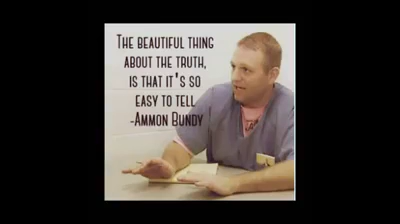 THE BEAUTIFUL THING
ABOUT THE TRUTH,
IS THAT IT'S SO
EASY TO TELL
-AMMON BUNDY